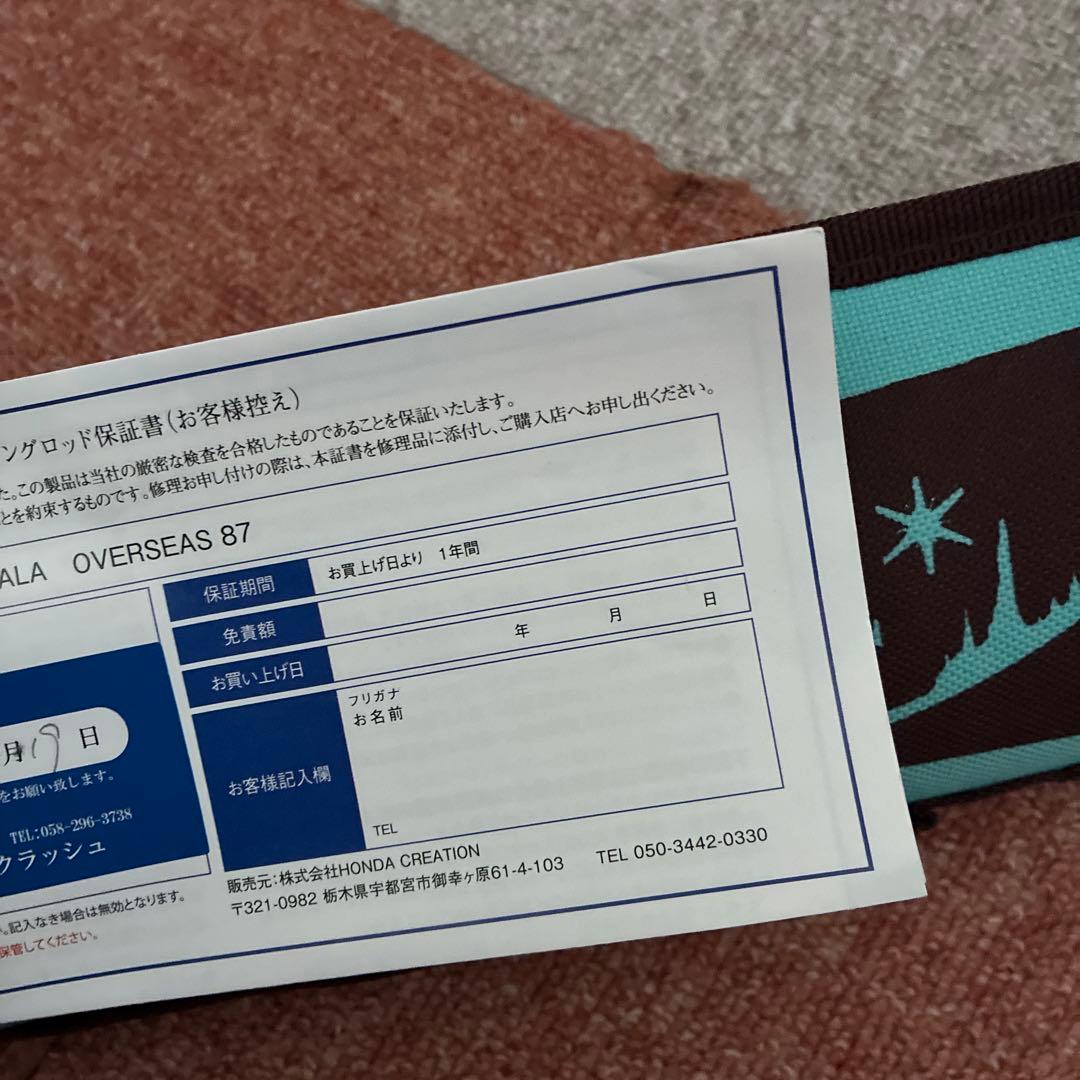 ングロッド保証書(お客様控え)
た。この製品は当社の厳密な検査を合格したものであることを保証いたします。
とを約束するものです。修理お申し付けの際は、本証書を修理品に添付し、ご購入店へお申し出ください。
ALA OVERSEAS 87
保証期間 お買上げ日より 1年間
免責額
お買い上げ日 年 月 日
お客様記入欄
フリガナ
お名前
TEL
月19日
をお願い致します。
TEL:058-296-3738
クラッシュ
販売元:株式会社HONDA CREATION
〒321-0982 栃木県宇都宮市御幸ヶ原61-4-103 TEL 050-3442-0330
。記入なき場合は無効となります。
保管してください。